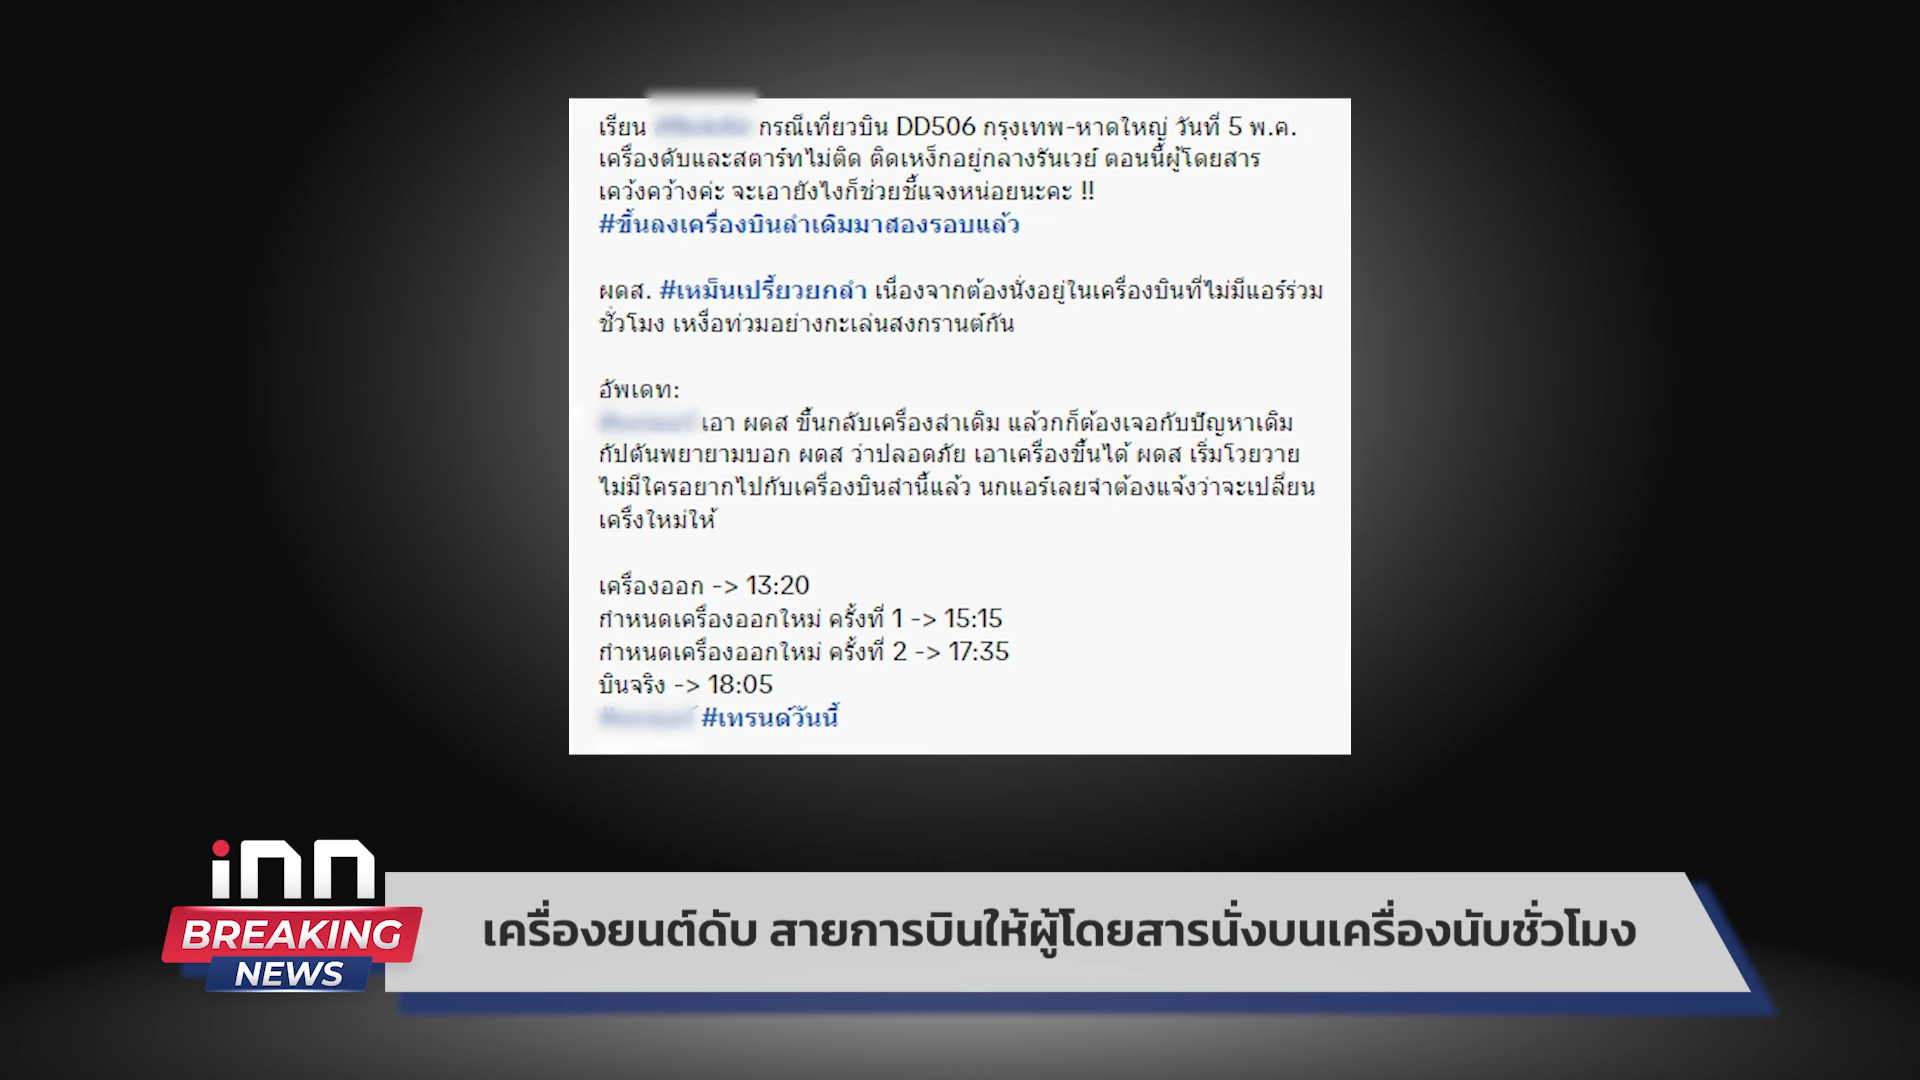 เรียน กรณีเที่ยวบิน DD506 กรุงเทพ-หาดใหญ่ วันที่ 5 พ.ค.
เครื่องดับและสตาร์ทไม่ติด ติดเหง็กอยู่กลางรันเวย์ ตอนนี้ผู้โดยสาร
เคว้งคว้างค่ะ จะเอายังไงก็ช่วยชี้แจงหน่อยนะคะ !!
#ขึ้นลงเครื่องบินลำเดิมมาสองรอบแล้ว
ผดส. #เหม็นเปรี้ยวยกลำ เนื่องจากต้องนั่งอยู่ในเครื่องบินที่ไม่มีแอร์ร่วม
ชั่วโมง เหงื่อท่วมอย่างกะเล่นสงกรานต์กัน
อัพเดท:
เอา ผดส ขึ้นกลับเครื่องลำเดิม แล้วกก็ต้องเจอกับปัญหาเดิม
กัปตันพยายามบอก ผดส ว่าปลอดภัย เอาเครื่องขึ้นได้ ผดส เริ่มโวยวาย
ไม่มีใครอยากไปกับเครื่องบินลำนี้แล้ว นกแอร์เลยจำต้องแจ้งว่าจะเปลี่ยน
เครื่งใหม่ให้
เครื่องออก -> 13:20
กำหนดเครื่องออกใหม่ ครั้งที่ 1 -> 15:15
กำหนดเครื่องออกใหม่ ครั้งที่ 2 -> 17:35
บินจริง -> 18:05
#เทรนด์วันนี้
inn
BREAKING
NEWS
เครื่องยนต์ดับ สายการบินให้ผู้โดยสารนั่งบนเครื่องนับชั่วโมง